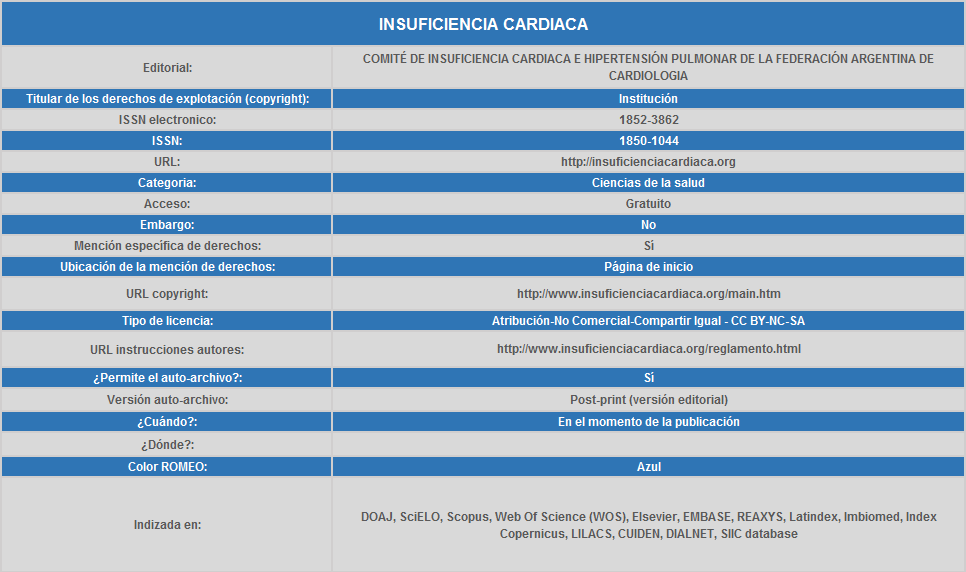 INSUFICIENCIA CARDIACA
Editorial: COMITÉ DE INSUFICIENCIA CARDIACA E HIPERTENSIÓN PULMONAR DE LA FEDERACIÓN ARGENTINA DE
CARDIOLOGIA
Titular de los derechos de explotación (copyright): Institución
ISSN electronico: 1852-3862
ISSN: 1850-1044
URL: http://insuficienciacardiaca.org
Categoria: Ciencias de la salud
Acceso: Gratuito
Embargo: No
Mención específica de derechos: Sí
Ubicación de la mención de derechos: Página de inicio
URL copyright: http://www.insuficienciacardiaca.org/main.htm
Tipo de licencia: Atribución-No Comercial-Compartir Igual - CC BY-NC-SA
URL instrucciones autores: http://www.insuficienciacardiaca.org/reglamento.html
¿Permite el auto-archivo?: Sí
Versión auto-archivo: Post-print (versión editorial)
¿Cuándo?: En el momento de la publicación
¿Dónde?:
Color ROMEO: Azul
Indizada en: DOAJ, SciELO, Scopus, Web Of Science (WOS), Elsevier, EMBASE, REAXYS, Latindex, Imbiomed, Index
Copernicus, LILACS, CUIDEN, DIALNET, SIIC database